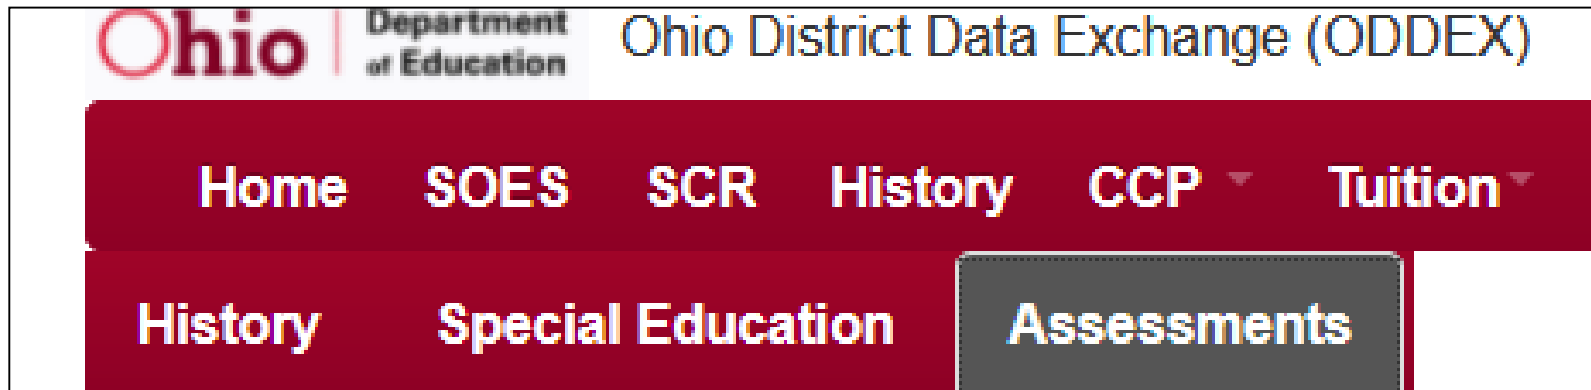 Ohio Department of Education Ohio District Data Exchange (ODDEX)
Home SOES SCR History CCP Tuition
History Special Education Assessments